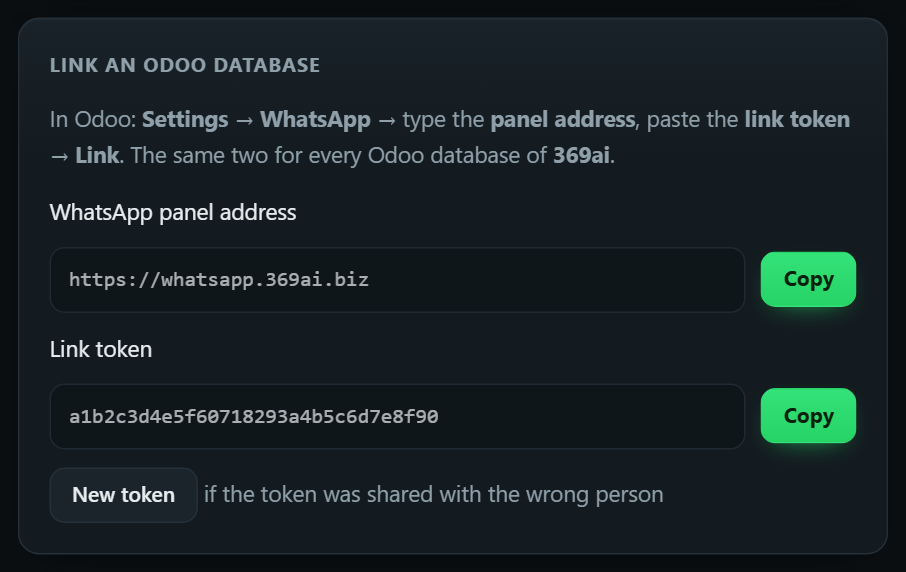 LINK AN ODOO DATABASE
In Odoo: Settings → WhatsApp → type the panel address, paste the link token
→ Link. The same two for every Odoo database of 369ai.
WhatsApp panel address
https://whatsapp.369ai.biz
Copy
Link token
a1b2c3d4e5f60718293a4b5c6d7e8f90
Copy
New token if the token was shared with the wrong person